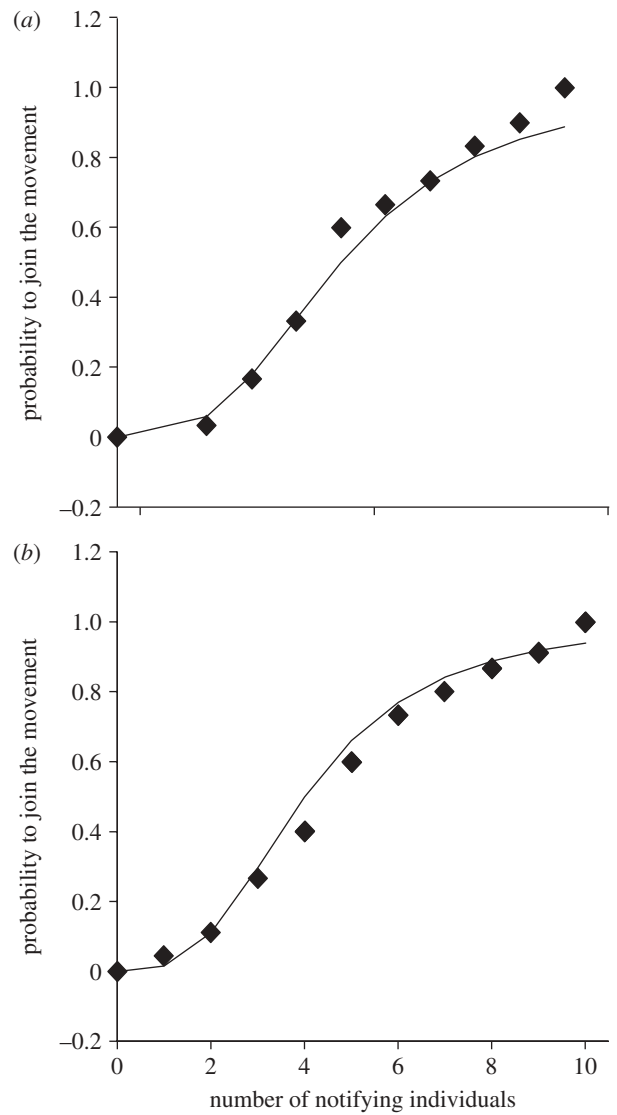 (a)
1.2
1.0
0.8
0.6
0.4
0.2
0
–0.2
probability to join the movement
(b)
1.2
1.0
0.8
0.6
0.4
0.2
0
–0.2
probability to join the movement
0 2 4 6 8 10
number of notifying individuals